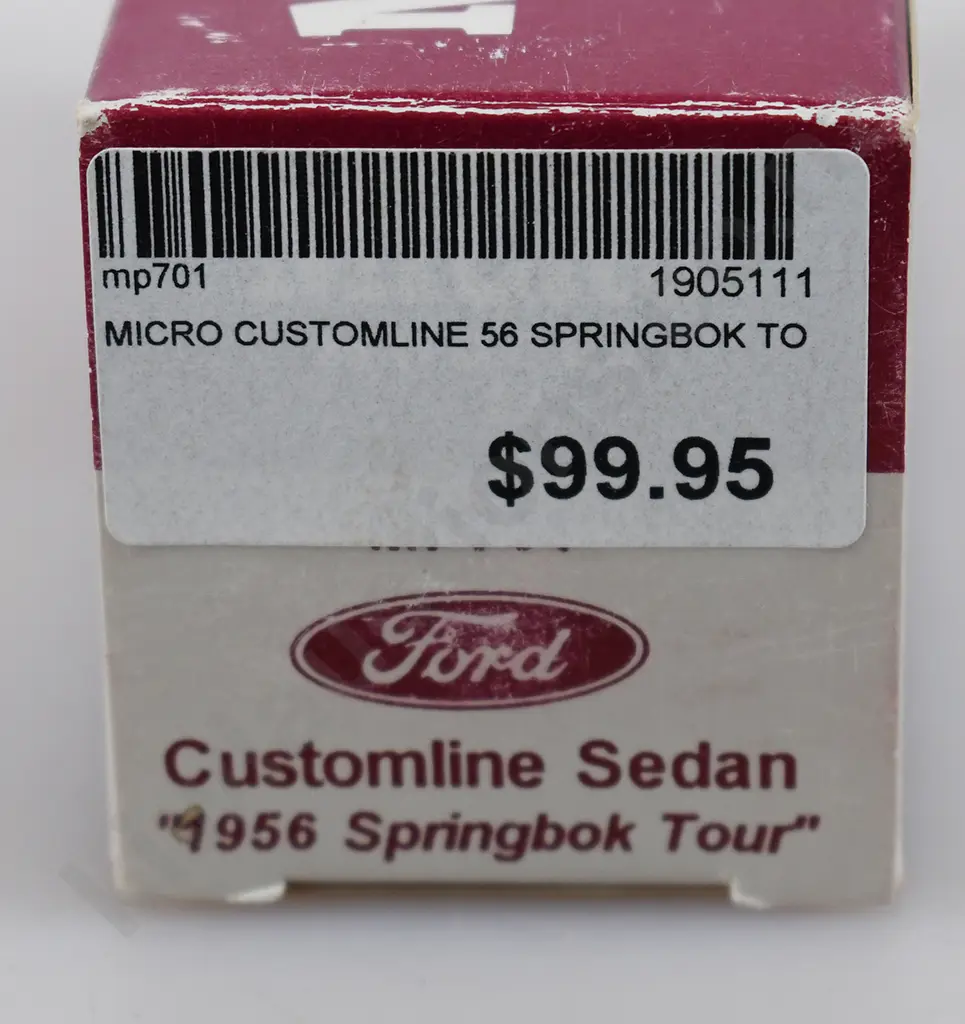 mp701 1905111
MICRO CUSTOMLINE 56 SPRINGBOK TO
$99.95
Ford
Customline Sedan
"1956 Springbok Tour"